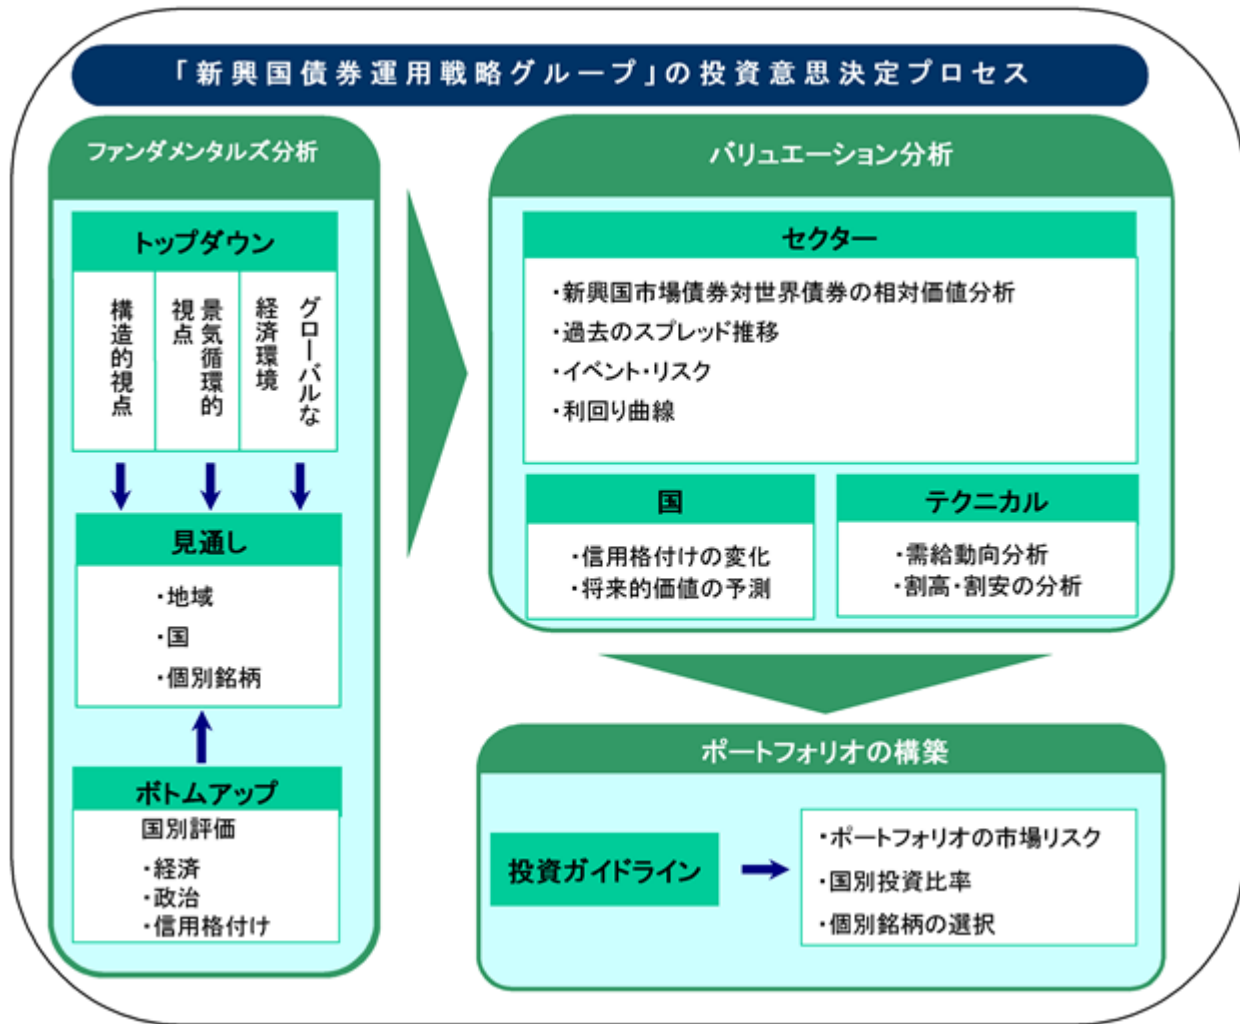 「新興国債券運用戦略グループ」の投資意思決定プロセス
ファンダメンタルズ分析
トップダウン
構造的視点
景気循環的
視点
グローバルな
経済環境
見通し
・地域
・国
・個別銘柄
ボトムアップ
国別評価
・経済
・政治
・信用格付け
バリュエーション分析
セクター
・新興国市場債券対世界債券の相対価値分析
・過去のスプレッド推移
・イベント・リスク
・利回り曲線
国
・信用格付けの変化
・将来的価値の予測
テクニカル
・需給動向分析
・割高・割安の分析
ポートフォリオの構築
投資ガイドライン
・ポートフォリオの市場リスク
・国別投資比率
・個別銘柄の選択